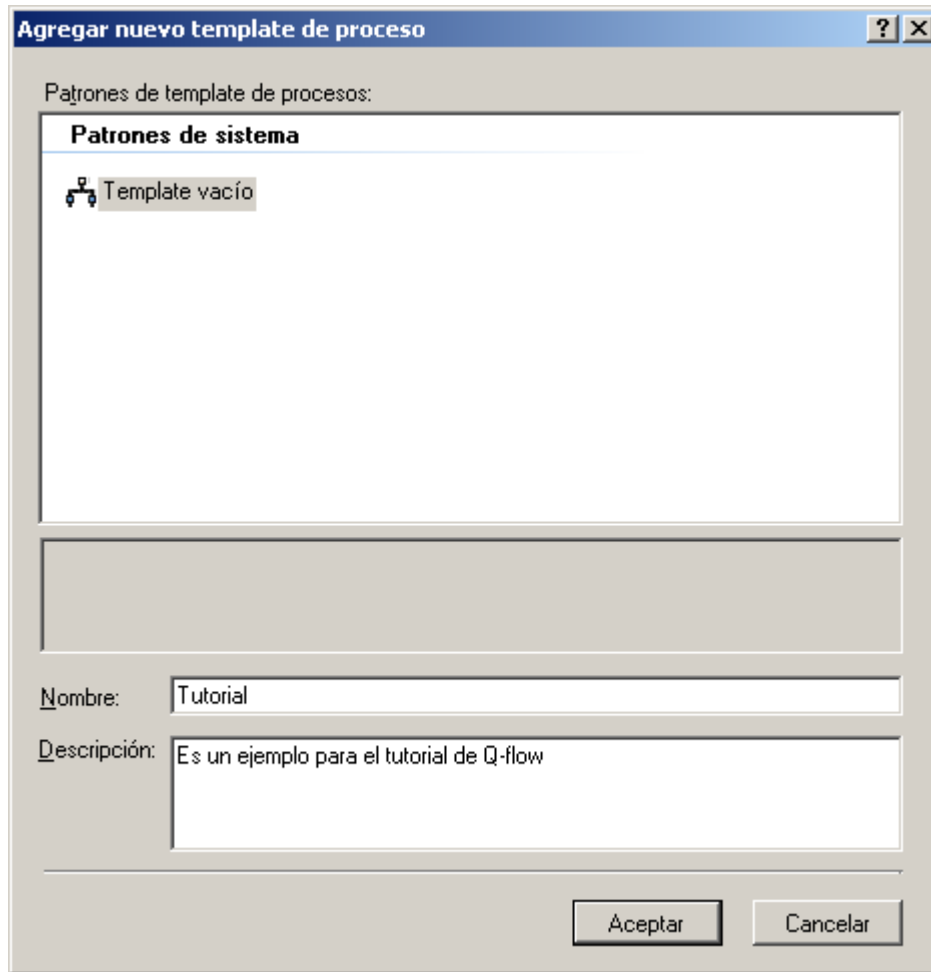 Agregar nuevo template de proceso
Patrones de template de procesos:
Patrones de sistema
Template vacío
Nombre:
Tutorial
Descripción:
Es un ejemplo para el tutorial de Q-flow
Aceptar
Cancelar